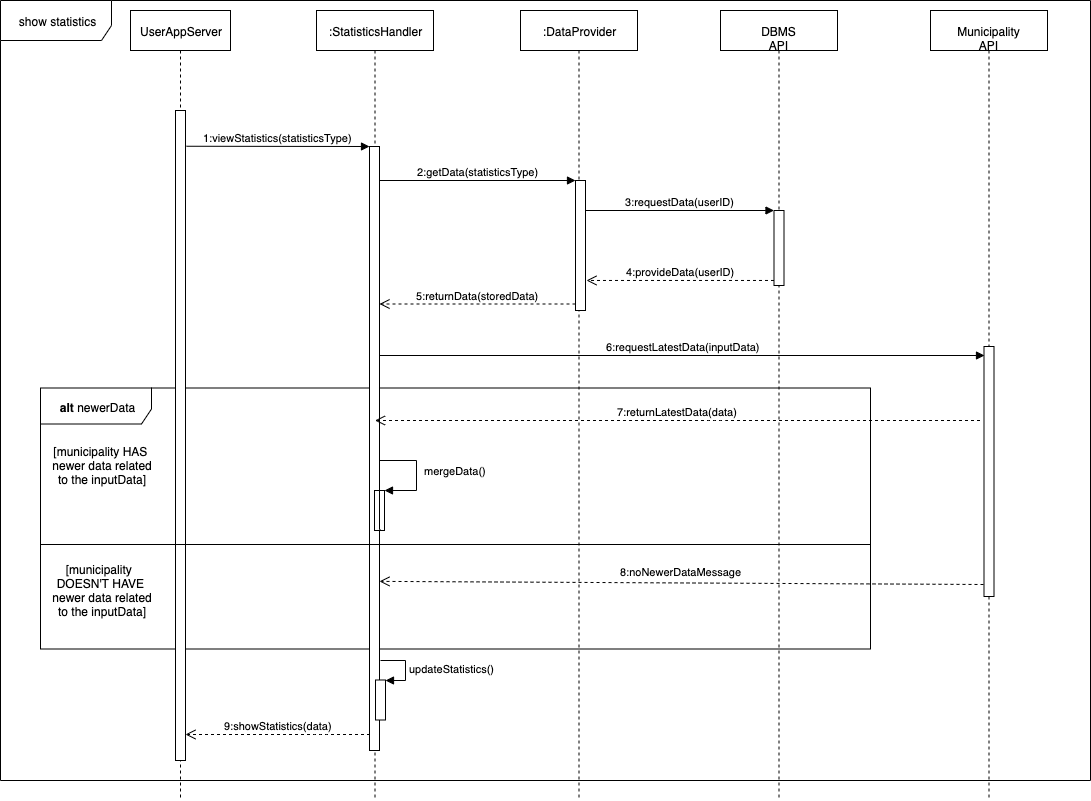 show statistics
UserAppServer
:StatisticsHandler
:DataProvider
DBMS
API
Municipality
API
1:viewStatistics(statisticsType)
2:getData(statisticsType)
3:requestData(userID)
4:provideData(userID)
5:returnData(storedData)
6:requestLatestData(inputData)
alt newerData
7:returnLatestData(data)
[municipality HAS
newer data related
to the inputData]
mergeData()
[municipality
DOESN'T HAVE
newer data related
to the inputData]
8:noNewerDataMessage
updateStatistics()
9:showStatistics(data)